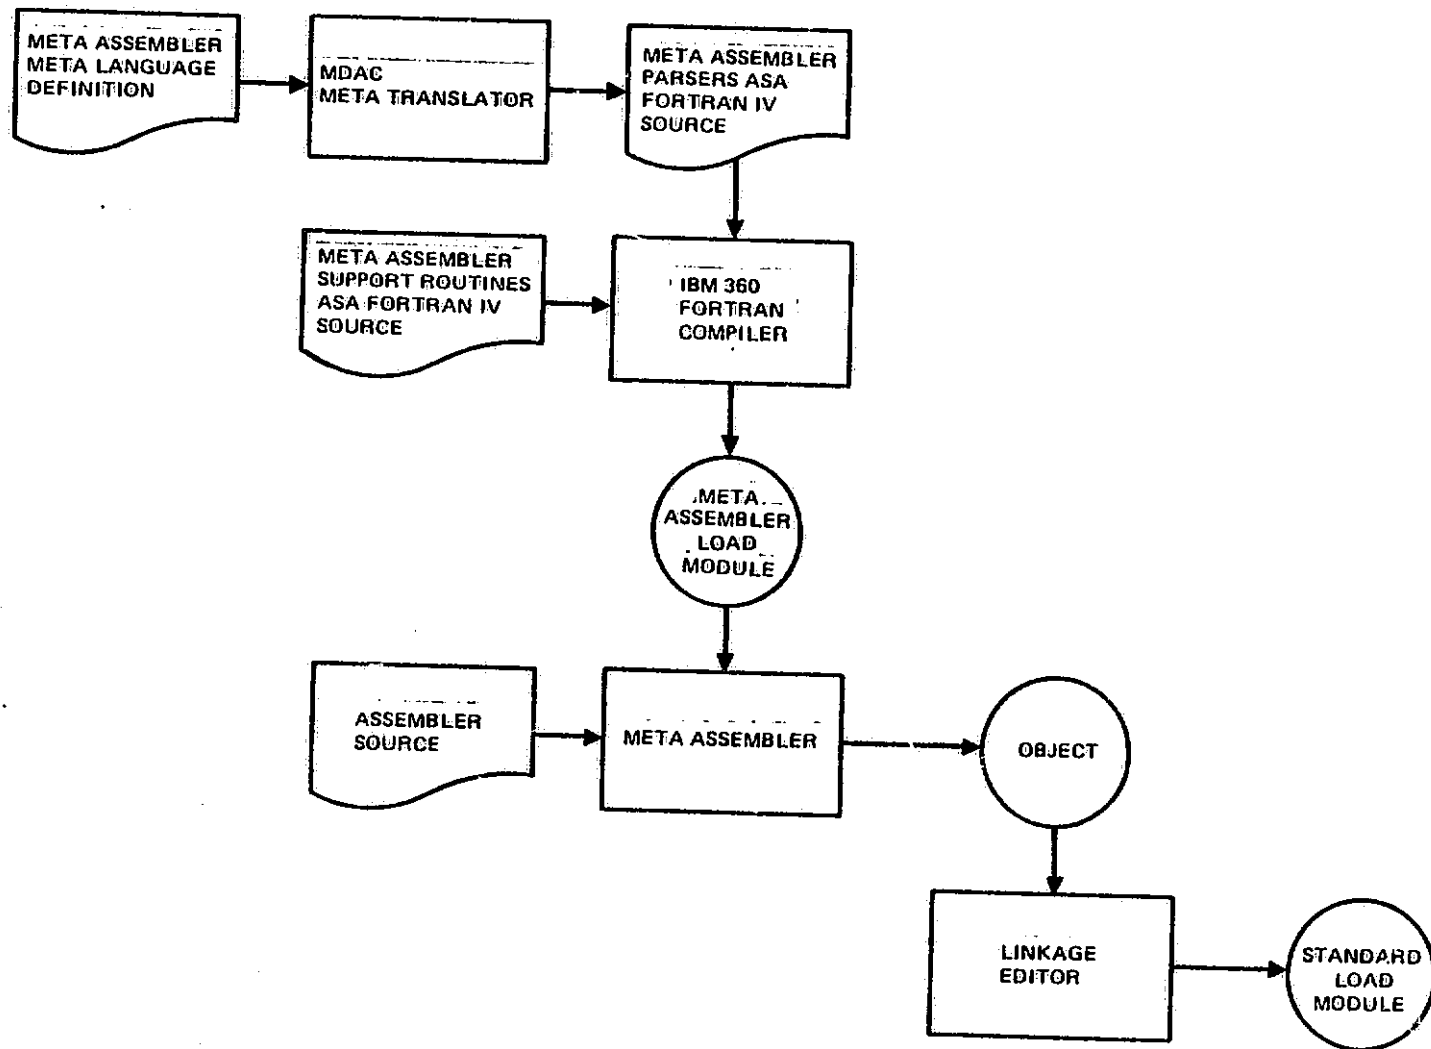 META ASSEMBLER
META LANGUAGE
DEFINITION
MDAC
META TRANSLATOR
META ASSEMBLER
PARSERS ASA
FORTRAN IV
SOURCE
META ASSEMBLER
SUPPORT ROUTINES
ASA FORTRAN IV
SOURCE
IBM 360
FORTRAN
COMPILER
META
ASSEMBLER
LOAD
MODULE
ASSEMBLER
SOURCE
META ASSEMBLER
OBJECT
LINKAGE
EDITOR
STANDARD
LOAD
MODULE